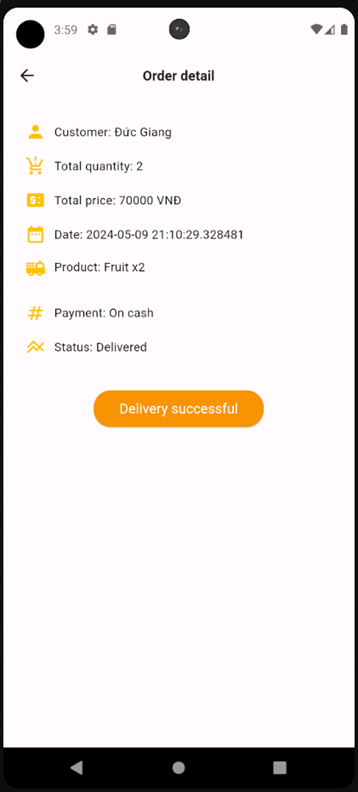 3:59
Order detail
Customer: Đức Giang
Total quantity: 2
Total price: 70000 VNĐ
Date: 2024-05-09 21:10:29.328481
Product: Fruit x2
Payment: On cash
Status: Delivered
Delivery successful